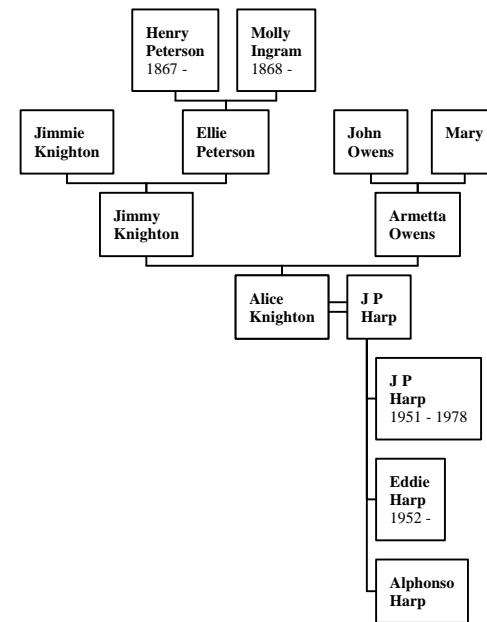 Henry
Peterson
1867 -
Molly
Ingram
1868 -
Jimmie
Knighton
Ellie
Peterson
John
Owens
Mary
Jimmy
Knighton
Armetta
Owens
Alice
Knighton
J P
Harp
J P
Harp
1951 - 1978
Eddie
Harp
1952 -
Alphonso
Harp